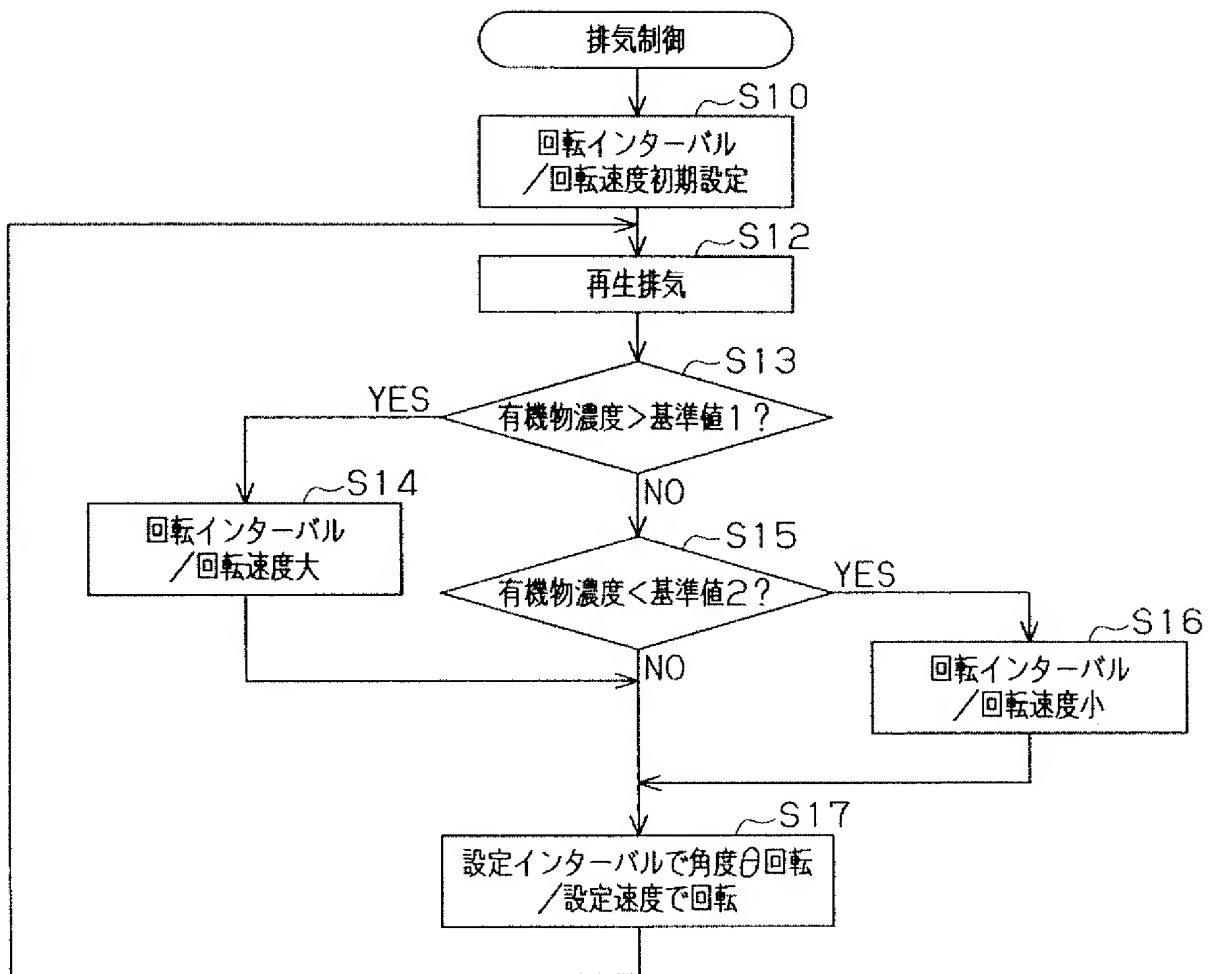 排気制御
S10
回転インターバル
/回転速度初期設定
S12
再生排気
S13
YES
有機物濃度>基準値1?
NO
S14
回転インターバル
/回転速度大
S15
有機物濃度<基準値2?
YES
NO
S16
回転インターバル
/回転速度小
S17
設定インターバルで角度θ回転
/設定速度で回転